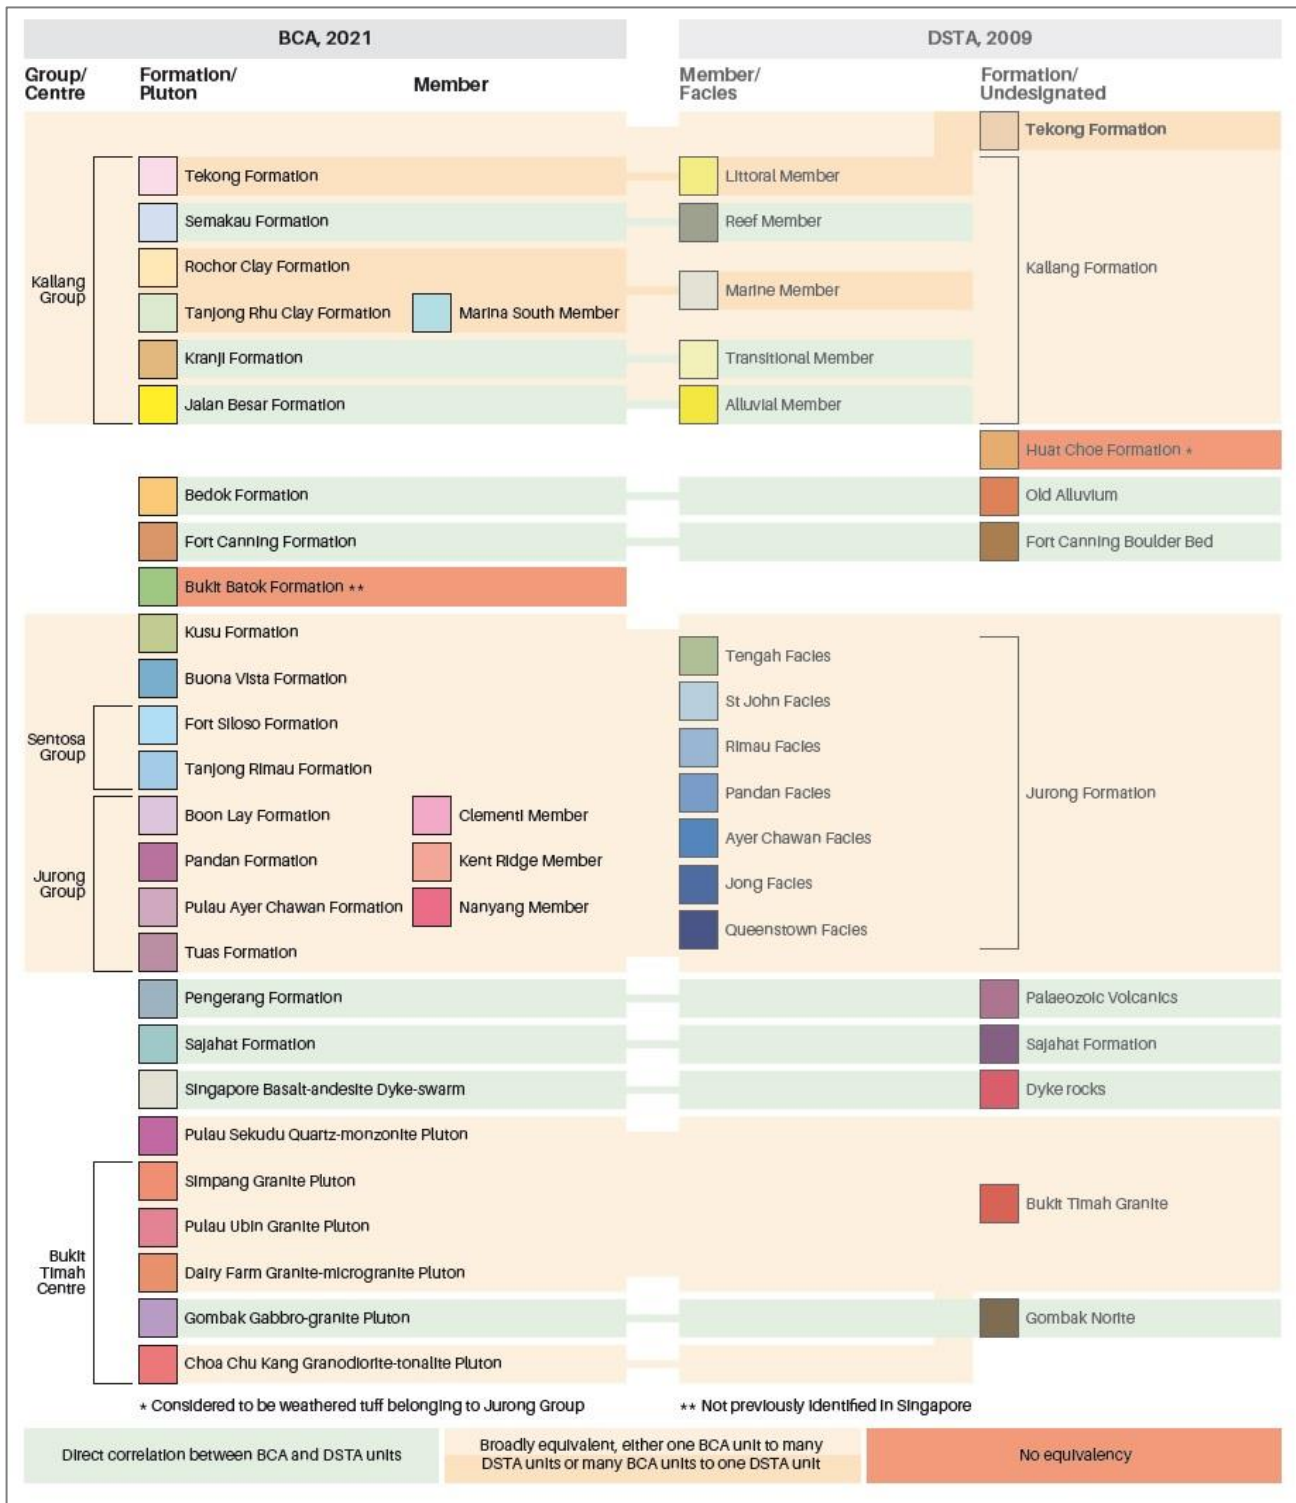 BCA, 2021
DSTA, 2009
Group/
Centre
Formation/
Pluton
Member
Member/
Facies
Formation/
Undesignated
Tekong Formation
Kallang
Group
Tekong Formation
Littoral Member
Semakau Formation
Reef Member
Rochor Clay Formation
Kallang Formation
Marine Member
Tanjong Rhu Clay Formation
Marina South Member
Kranji Formation
Transitional Member
Jalan Besar Formation
Alluvial Member
Huat Choe Formation *
Bedok Formation
Old Alluvium
Fort Canning Formation
Fort Canning Boulder Bed
Bukit Batok Formation **
Kusu Formation
Tengah Facies
Buona Vista Formation
St John Facies
Sentosa
Group
Fort Siloso Formation
Rimau Facies
Tanjong Rimau Formation
Pandan Facies
Jurong Formation
Jurong
Group
Boon Lay Formation
Clementi Member
Ayer Chawan Facies
Pandan Formation
Kent Ridge Member
Jong Facies
Pulau Ayer Chawan Formation
Nanyang Member
Queenstown Facies
Tuas Formation
Pengerang Formation
Palaeozoic Volcanics
Sajahat Formation
Sajahat Formation
Singapore Basalt-andesite Dyke-swarm
Dyke rocks
Pulau Sekudu Quartz-monzonite Pluton
Bukit
Timah
Centre
Simpang Granite Pluton
Bukit Timah Granite
Pulau Ubin Granite Pluton
Dairy Farm Granite-microgranite Pluton
Gombak Gabbro-granite Pluton
Gombak Norite
Choa Chu Kang Granodiorite-tonalite Pluton
* Considered to be weathered tuff belonging to Jurong Group
** Not previously identified in Singapore
Direct correlation between BCA and DSTA units
Broadly equivalent, either one BCA unit to many
DSTA units or many BCA units to one DSTA unit
No equivalency